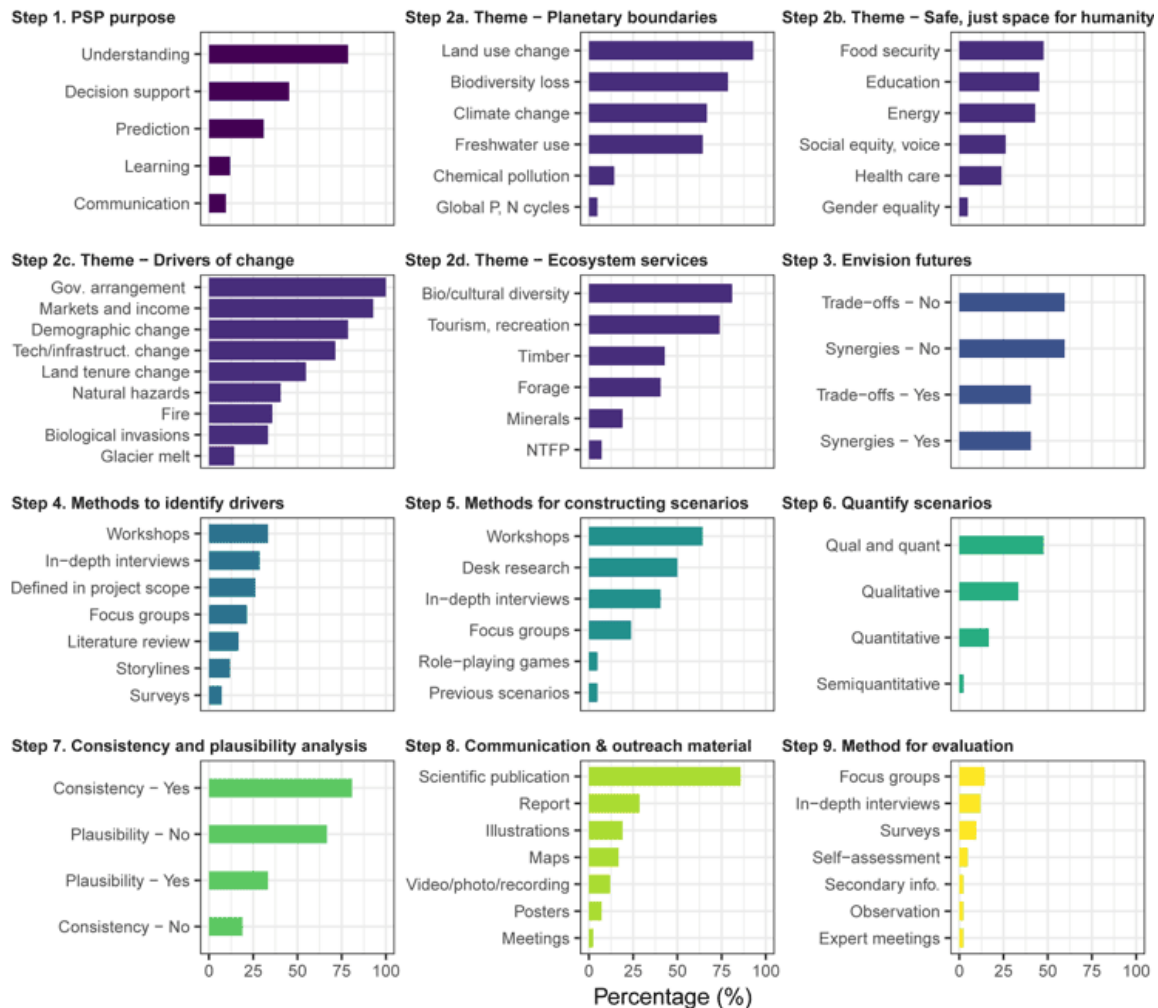 Step 1. PSP purpose
Understanding
Decision support
Prediction
Learning
Communication
Step 2a. Theme − Planetary boundaries
Land use change
Biodiversity loss
Climate change
Freshwater use
Chemical pollution
Global P, N cycles
Step 2b. Theme − Safe, just space for humanity
Food security
Education
Energy
Social equity, voice
Health care
Gender equality
Step 2c. Theme − Drivers of change
Gov. arrangement
Markets and income
Demographic change
Tech/infrastruct. change
Land tenure change
Natural hazards
Fire
Biological invasions
Glacier melt
Step 2d. Theme − Ecosystem services
Bio/cultural diversity
Tourism, recreation
Timber
Forage
Minerals
NTFP
Step 3. Envision futures
Trade−offs − No
Synergies − No
Trade−offs − Yes
Synergies − Yes
0 25 50 75 100
Step 4. Methods to identify drivers
Workshops
In−depth interviews
Defined in project scope
Focus groups
Literature review
Storylines
Surveys
Step 5. Methods for constructing scenarios
Workshops
Desk research
In−depth interviews
Focus groups
Role−playing games
Previous scenarios
Step 6. Quantify scenarios
Qual and quant
Qualitative
Quantitative
Semiquantitative
Step 7. Consistency and plausibility analysis
Consistency − Yes
Plausibility − No
Plausibility − Yes
Consistency − No
0 25 50 75 100
Step 8. Communication & outreach material
Scientific publication
Report
Illustrations
Maps
Video/photo/recording
Posters
Meetings
0 25 50 75 100
Step 9. Method for evaluation
Focus groups
In−depth interviews
Surveys
Self−assessment
Secondary info.
Observation
Expert meetings
0 25 50 75 100
Percentage (%)